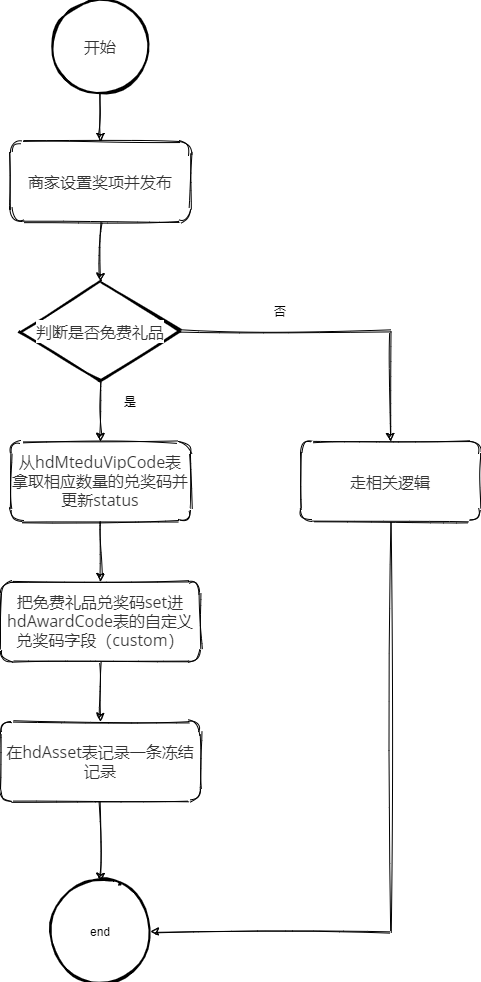 开始
商家设置奖项并发布
判断是否免费礼品
否
是
从hdMteduVipCode表
拿取相应数量的兑奖码并
更新status
走相关逻辑
把免费礼品兑奖码set进
hdAwardCode表的自定义
兑奖码字段（custom）
在hdAsset表记录一条冻结
记录
end